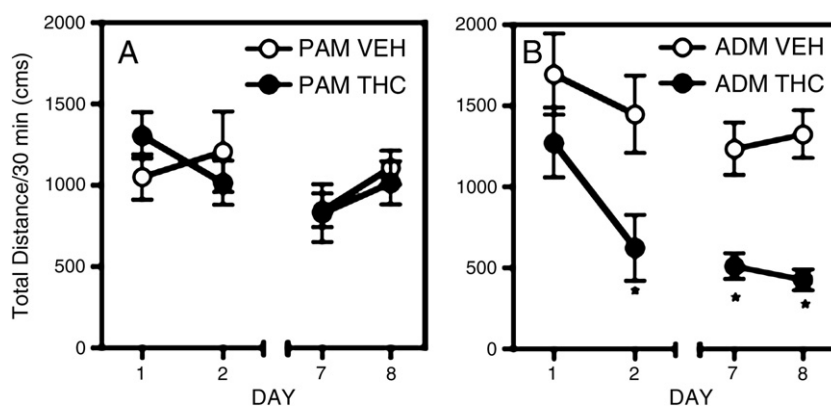 A
PAM VEH
PAM THC
Total Distance/30 min (cms)
2000
1500
1000
500
0
1 2 7 8
DAY
B
ADM VEH
ADM THC
2000
1500
1000
500
0
* * *
1 2 7 8
DAY